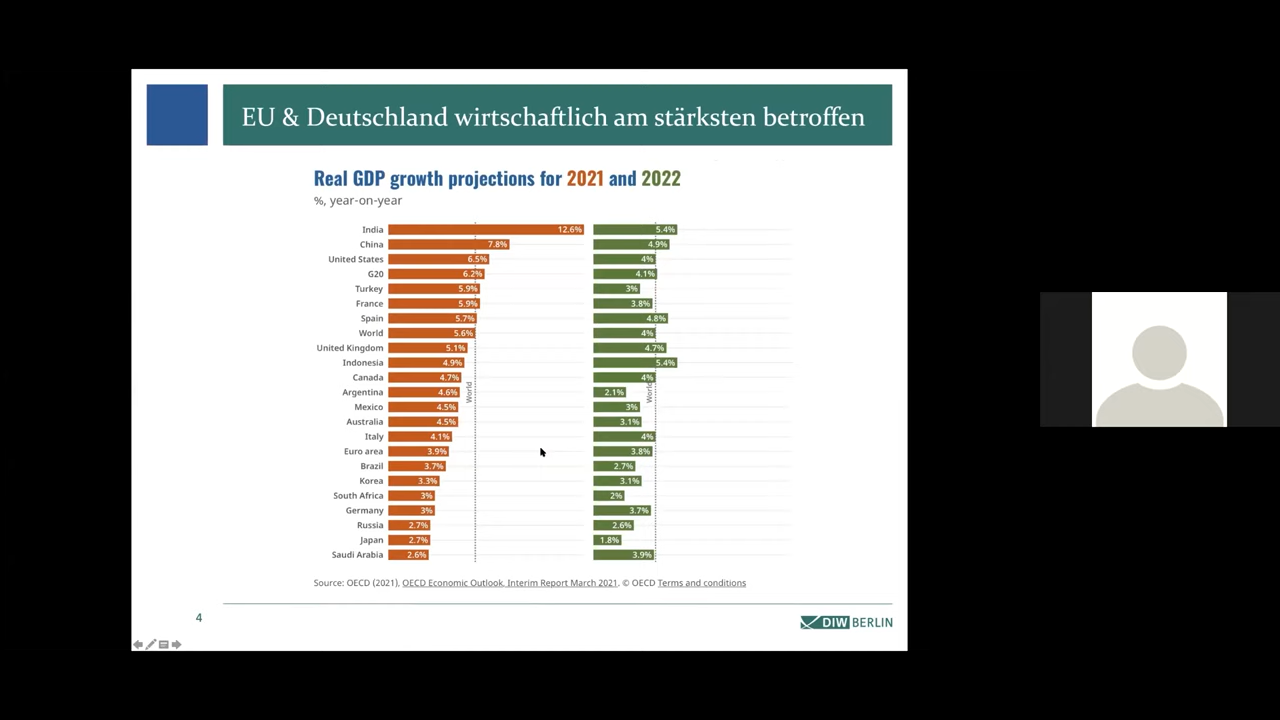 EU & Deutschland wirtschaftlich am stärksten betroffen
Real GDP growth projections for 2021 and 2022
%, year-on-year
India 12.6% 5.4%
China 7.8% 4.9%
United States 6.5% 4%
G20 6.2% 4.1%
Turkey 5.9% 3%
France 5.9% 3.8%
Spain 5.7% 4.8%
World 5.6% 4%
United Kingdom 5.1% 4.7%
Indonesia 4.9% 5.4%
Canada 4.7% 4%
Argentina 4.6% 2.1%
Mexico 4.5% 3%
Australia 4.5% 3.1%
Italy 4.1% 4%
Euro area 3.9% 3.8%
Brazil 3.7% 2.7%
Korea 3.3% 3.1%
South Africa 3% 2%
Germany 3% 3.7%
Russia 2.7% 2.6%
Japan 2.7% 1.8%
Saudi Arabia 2.6% 3.9%
World
World
Source: OECD (2021), OECD Economic Outlook, Interim Report March 2021. © OECD Terms and conditions
4
DIW BERLIN